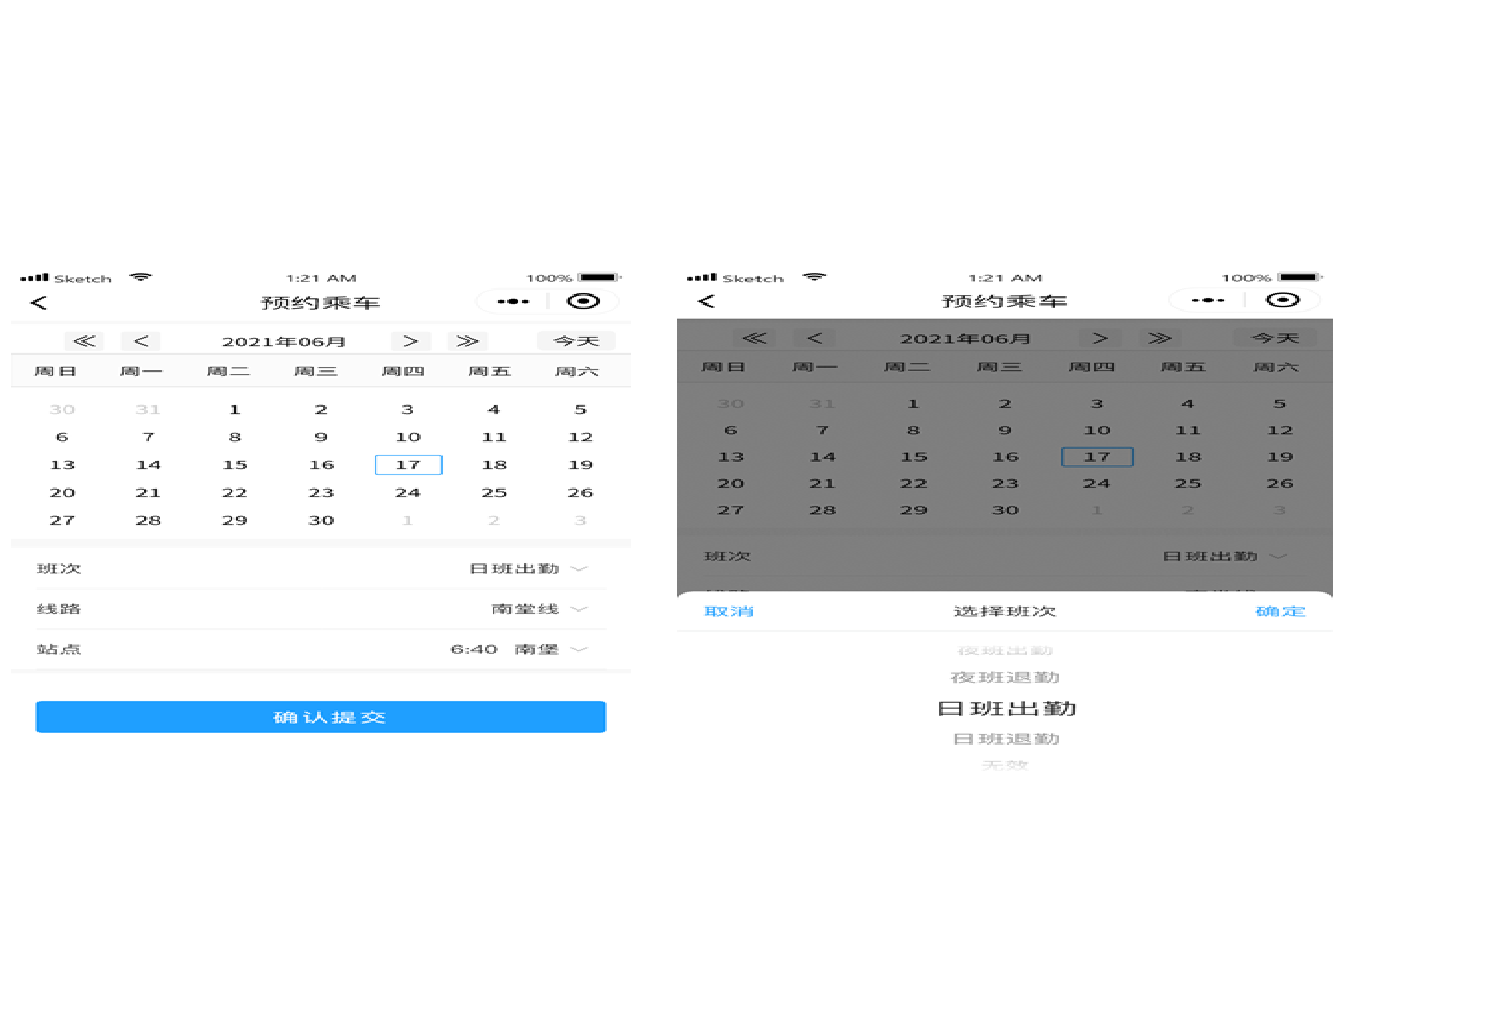 Sketch 1:21 AM 100%
预约乘车
2021年06月 今天
周日 周一 周二 周三 周四 周五 周六
30 31 1 2 3 4 5
6 7 8 9 10 11 12
13 14 15 16 17 18 19
20 21 22 23 24 25 26
27 28 29 30 1 2 3
班次 日班出勤
线路 南堂线
站点 6:40 南堡
确认提交
Sketch 1:21 AM 100%
预约乘车
2021年06月 今天
周日 周一 周二 周三 周四 周五 周六
30 31 1 2 3 4 5
6 7 8 9 10 11 12
13 14 15 16 17 18 19
20 21 22 23 24 25 26
27 28 29 30 1 2 3
班次 日班出勤
取消 选择班次 确定
夜班出勤
夜班退勤
日班出勤
日班退勤
无效